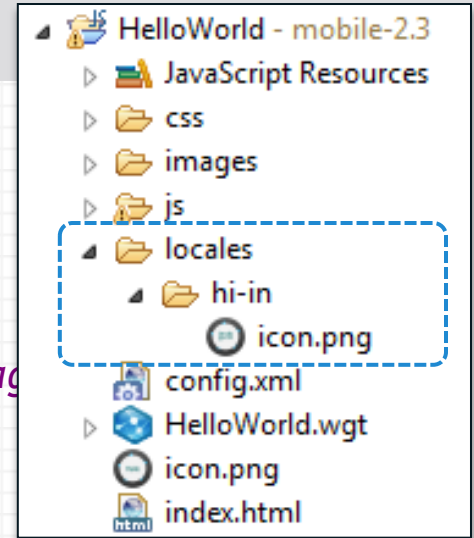 HelloWorld - mobile-2.3
JavaScript Resources
css
images
js
locales
hi-in
icon.png
config.xml
HelloWorld.wgt
icon.png
index.html